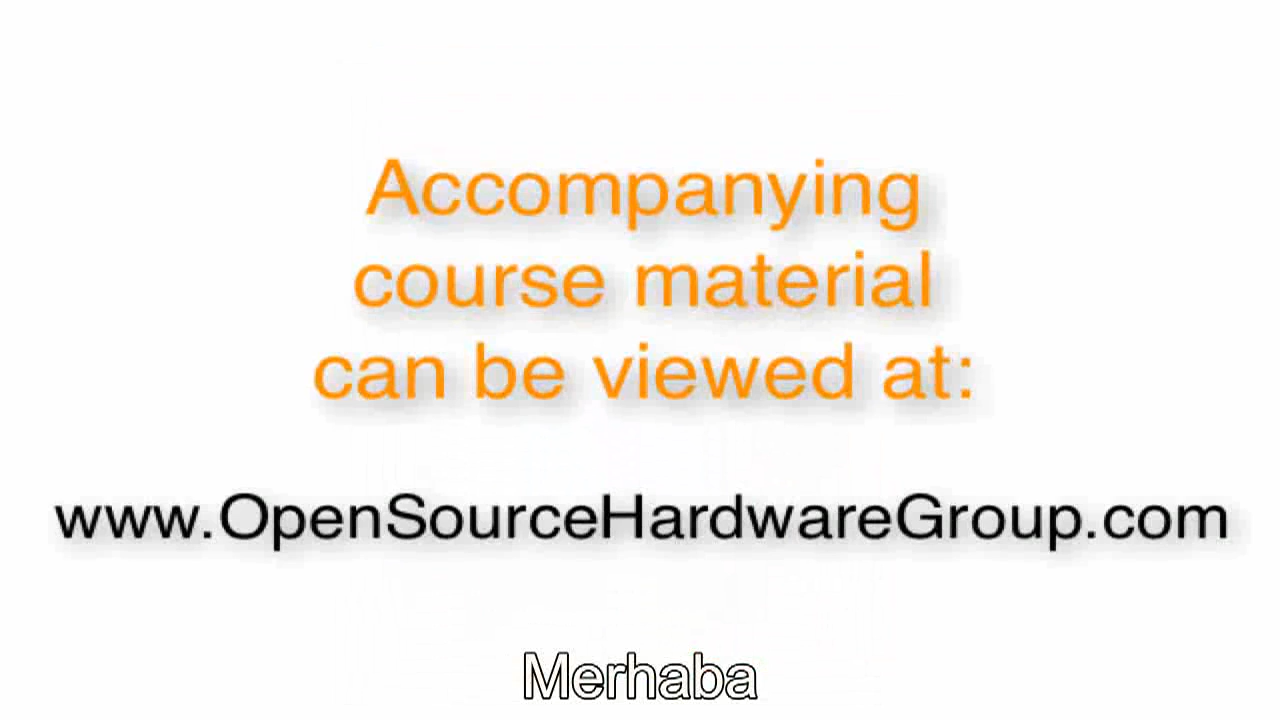 Accompanying
course material
can be viewed at:
www.OpenSourceHardwareGroup.com
Merhaba